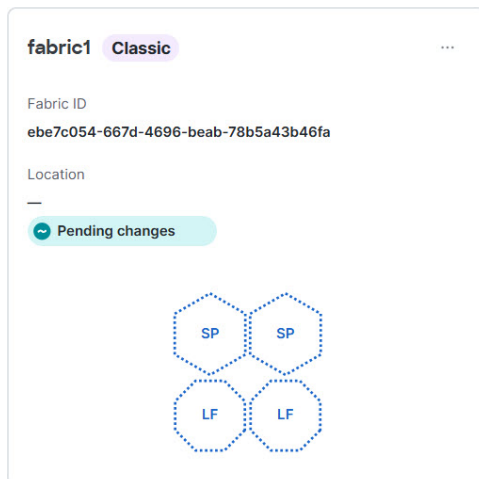 fabric1 Classic ...
Fabric ID
ebe7c054-667d-4696-beab-78b5a43b46fa
Location
—
Pending changes
SP SP
LF LF